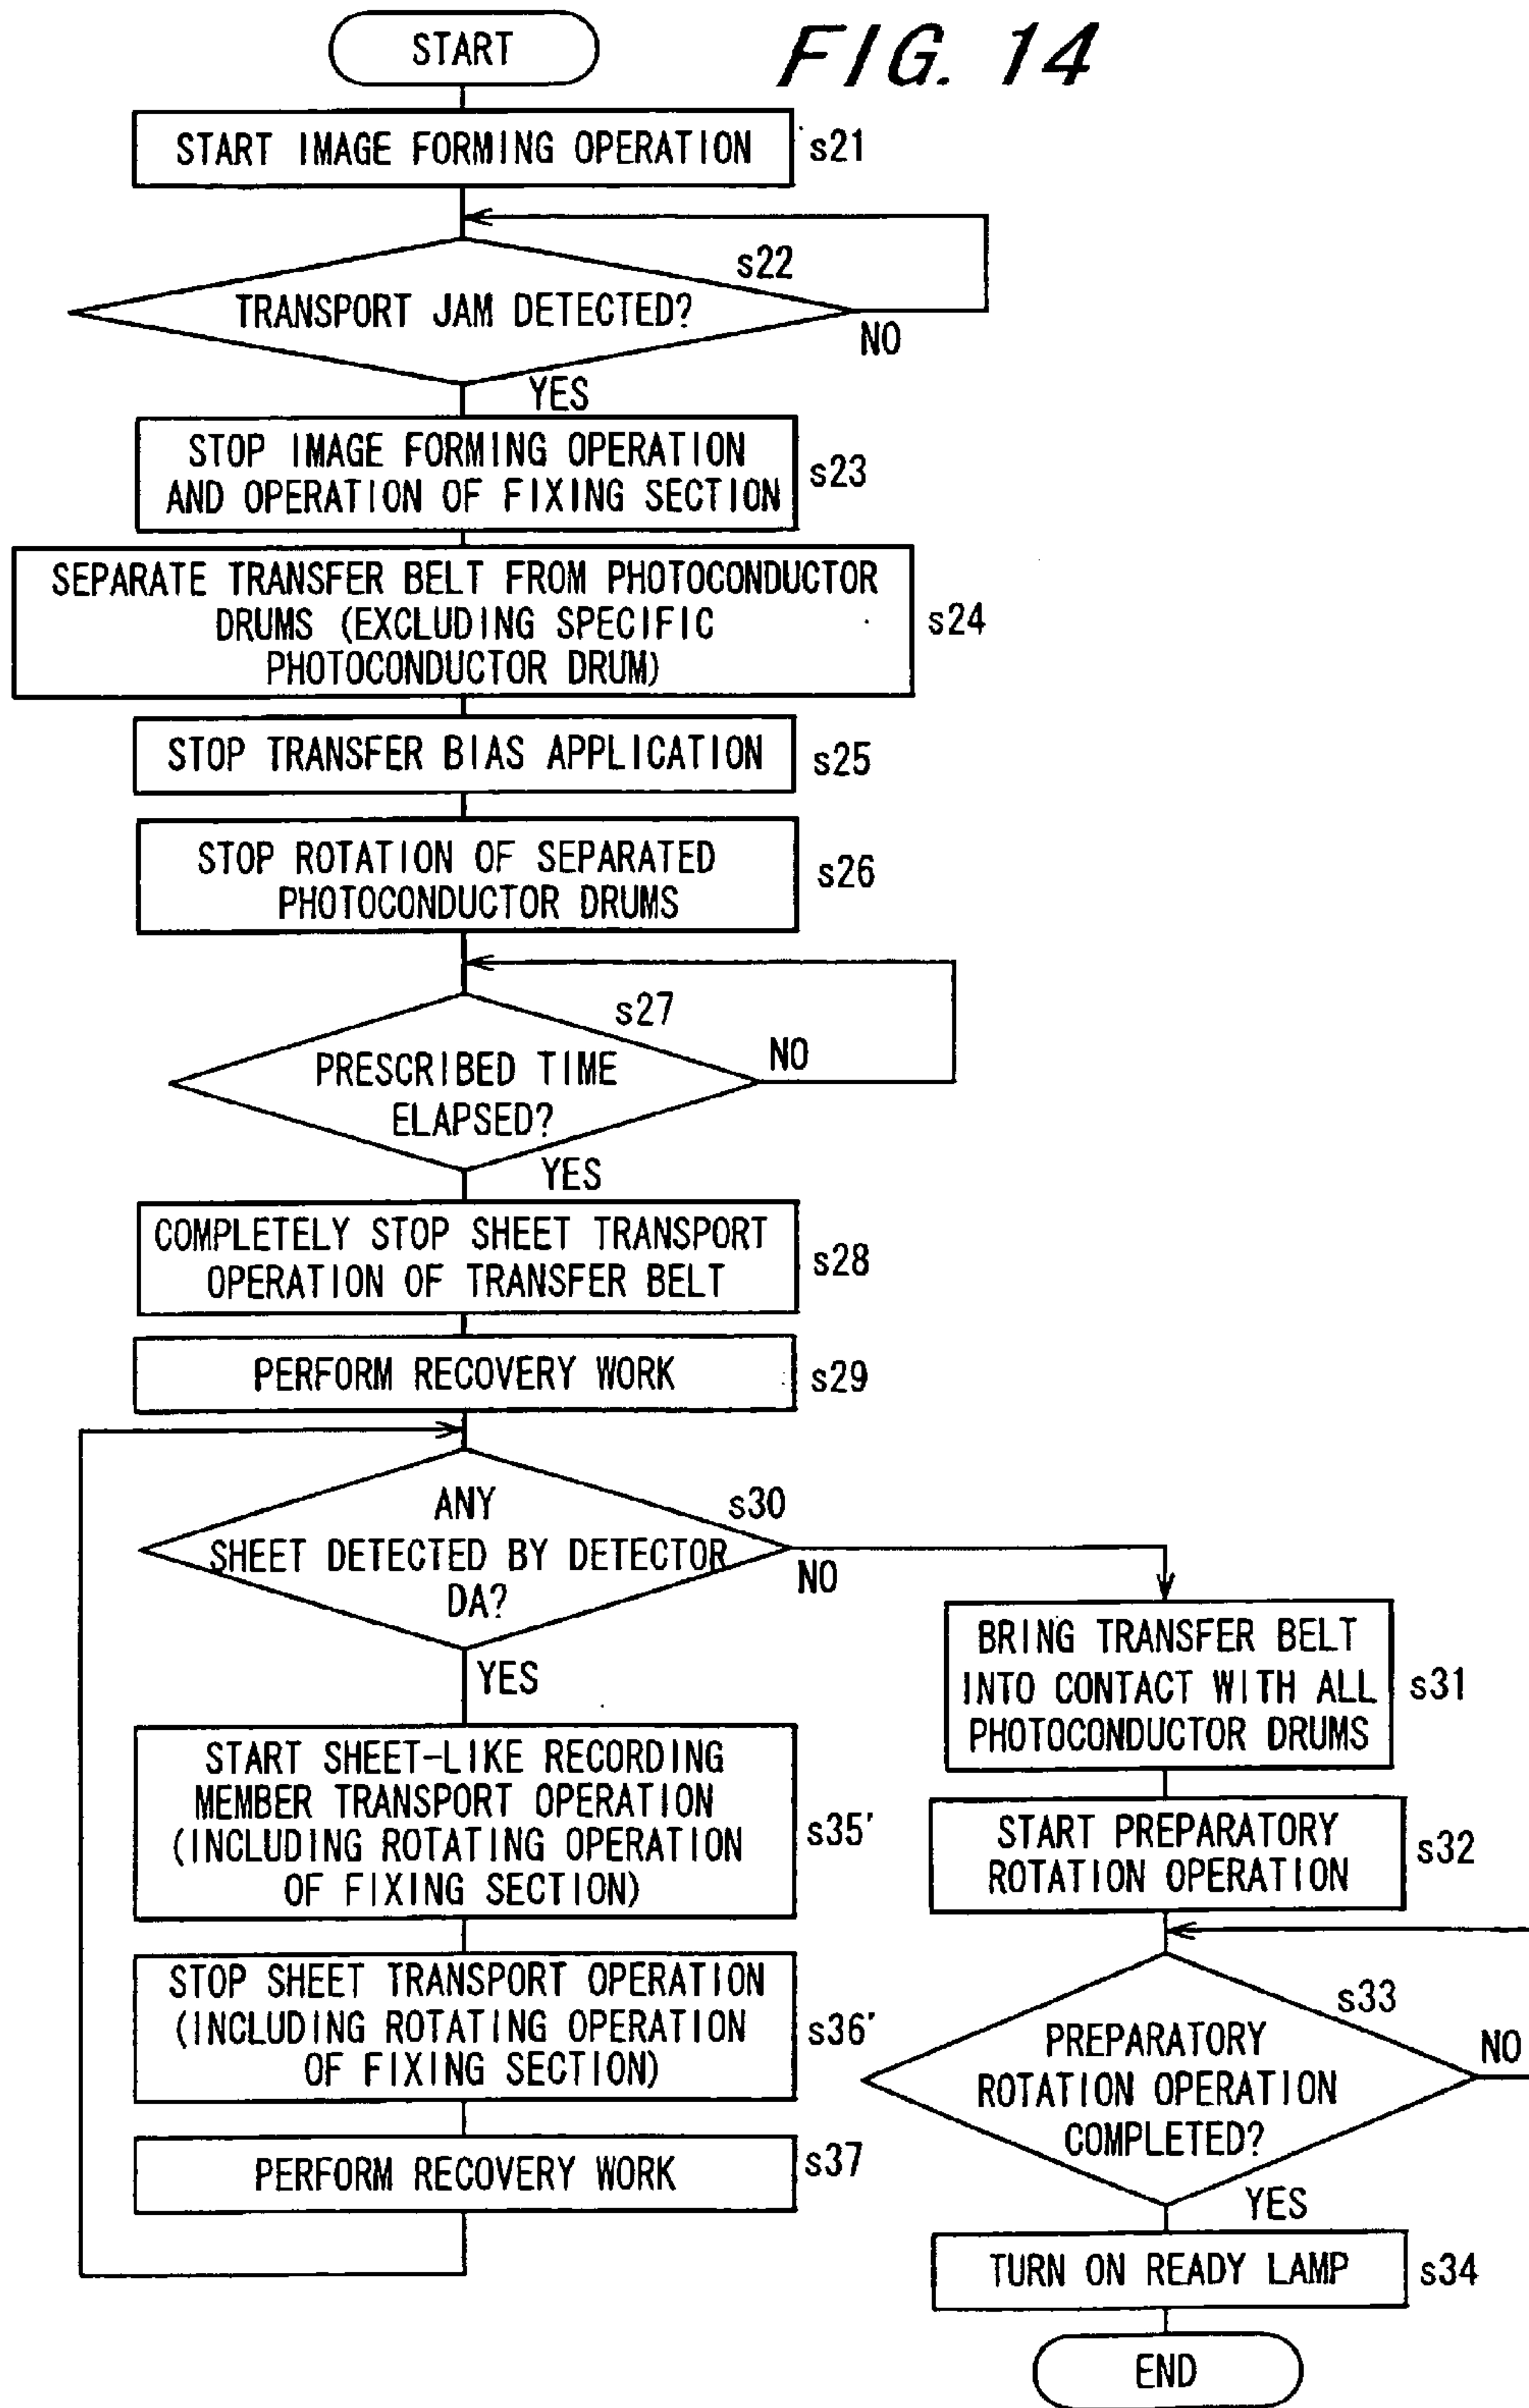 FIG. 14
START
START IMAGE FORMING OPERATION
s21
s22
TRANSPORT JAM DETECTED?
NO
YES
STOP IMAGE FORMING OPERATION
AND OPERATION OF FIXING SECTION
s23
SEPARATE TRANSFER BELT FROM PHOTOCONDUCTOR
DRUMS (EXCLUDING SPECIFIC
PHOTOCONDUCTOR DRUM)
s24
STOP TRANSFER BIAS APPLICATION
s25
STOP ROTATION OF SEPARATED
PHOTOCONDUCTOR DRUMS
s26
s27
PRESCRIBED TIME
ELAPSED?
NO
YES
COMPLETELY STOP SHEET TRANSPORT
OPERATION OF TRANSFER BELT
s28
PERFORM RECOVERY WORK
s29
s30
ANY
SHEET DETECTED BY DETECTOR
DA?
NO
YES
START SHEET-LIKE RECORDING
MEMBER TRANSPORT OPERATION
(INCLUDING ROTATING OPERATION
OF FIXING SECTION)
s35'
STOP SHEET TRANSPORT OPERATION
(INCLUDING ROTATING OPERATION
OF FIXING SECTION)
s36'
PERFORM RECOVERY WORK
s37
BRING TRANSFER BELT
INTO CONTACT WITH ALL
PHOTOCONDUCTOR DRUMS
s31
START PREPARATORY
ROTATION OPERATION
s32
s33
PREPARATORY
ROTATION OPERATION
COMPLETED?
NO
YES
TURN ON READY LAMP
s34
END